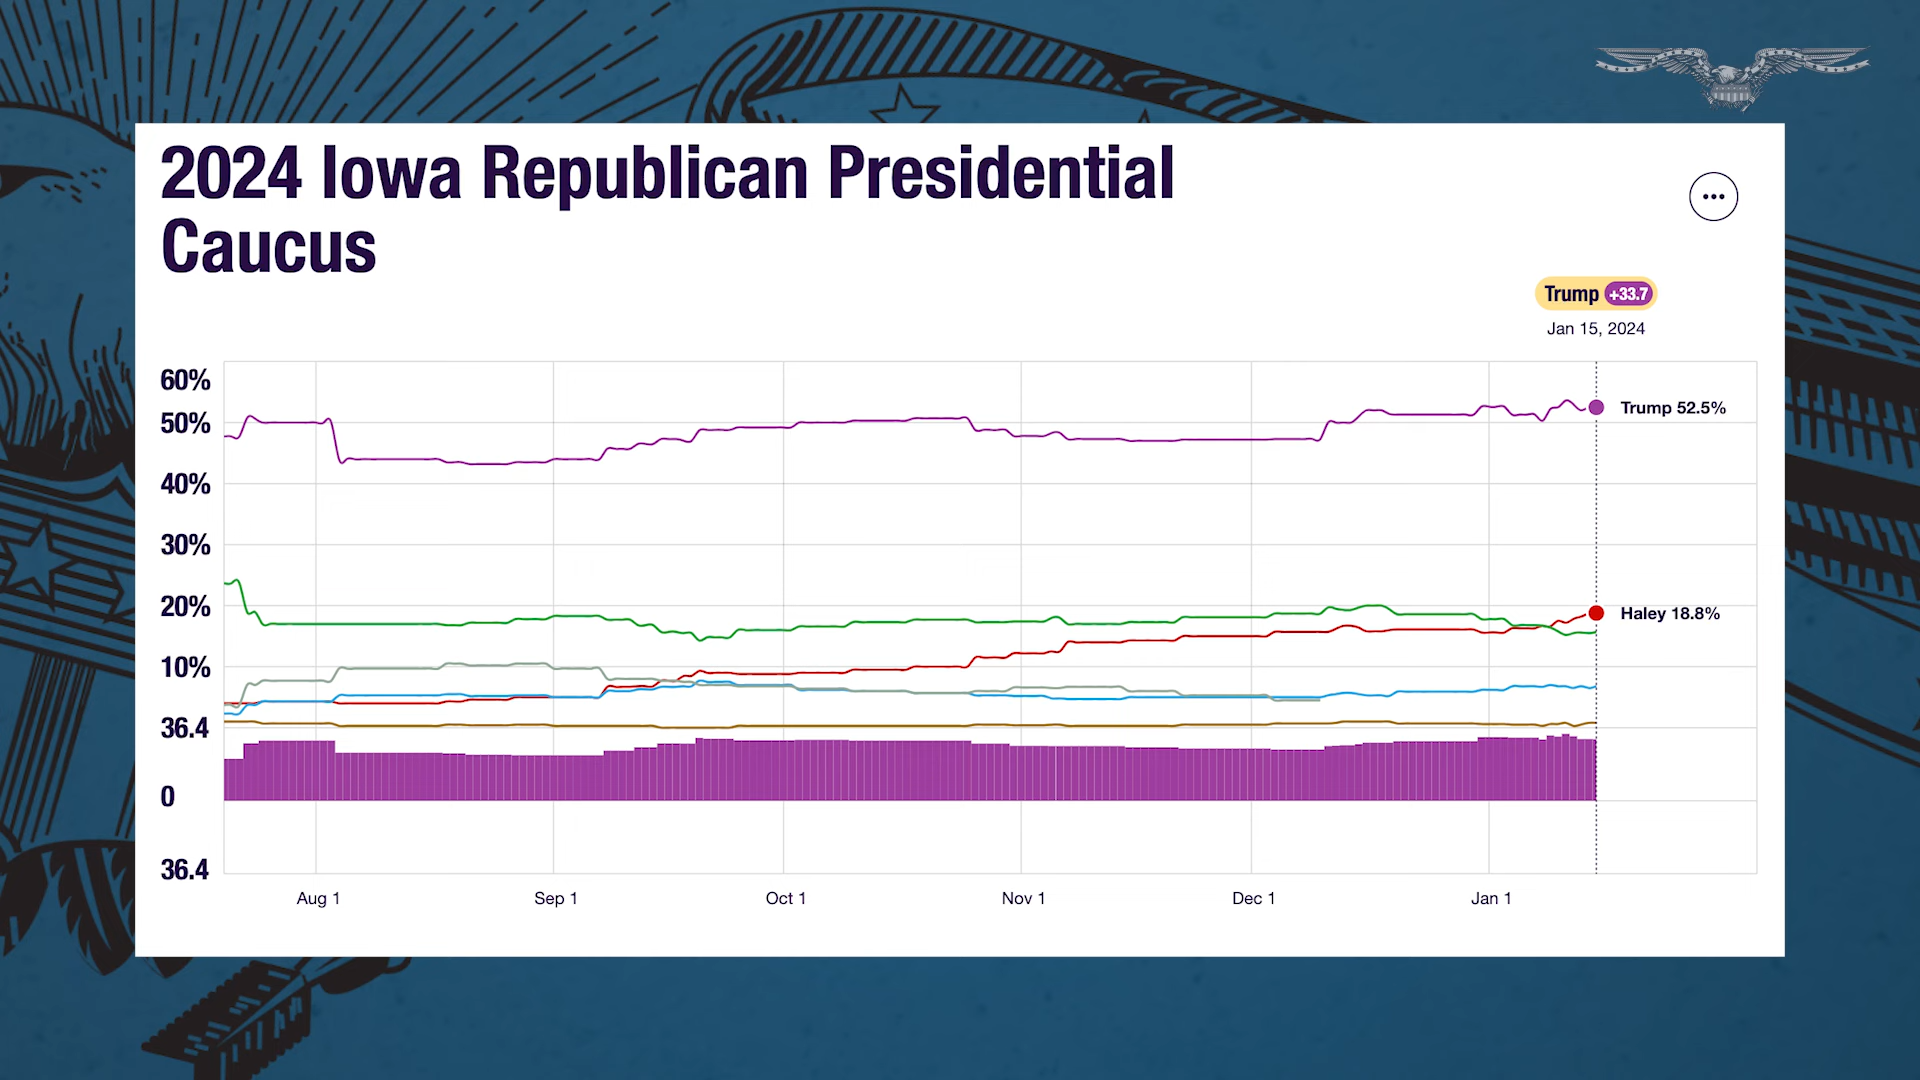 2024 Iowa Republican Presidential
Caucus
Trump +33.7
Jan 15, 2024
60%
50%
Trump 52.5%
40%
30%
20%
Haley 18.8%
10%
36.4
0
36.4
Aug 1 Sep 1 Oct 1 Nov 1 Dec 1 Jan 1